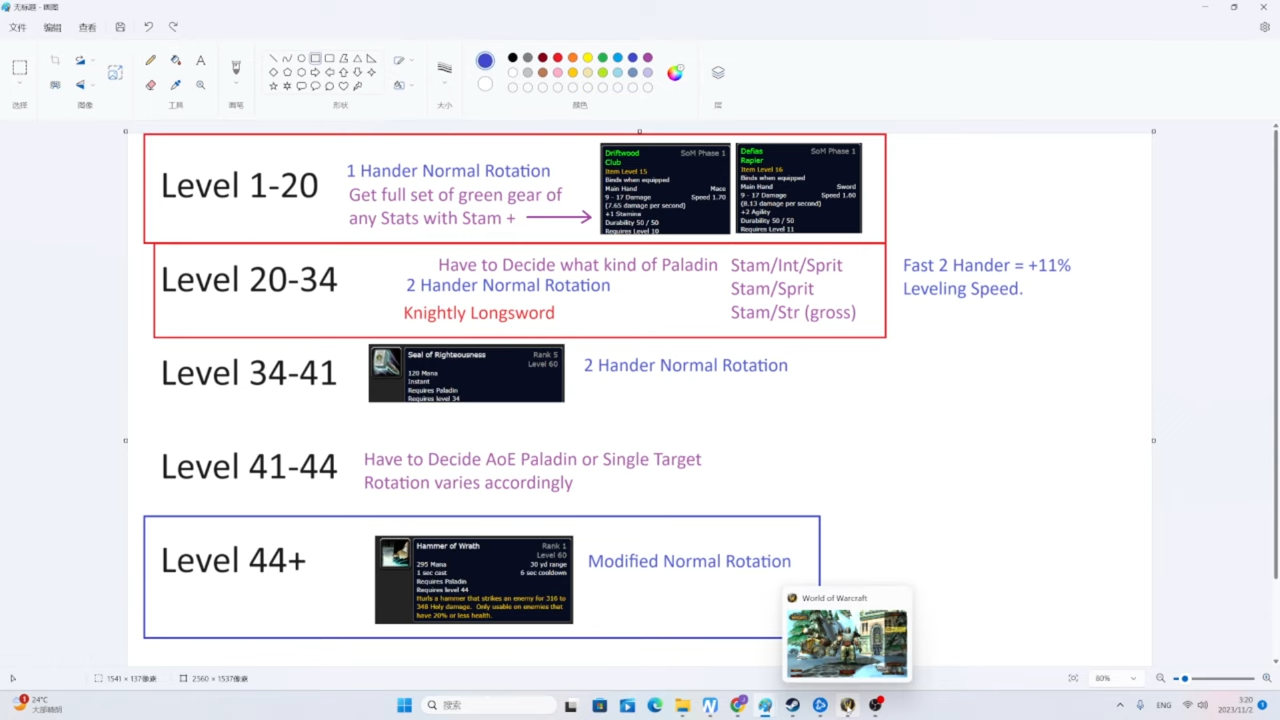 无标题 - 画图
文件 编辑 查看
选择 图像 工具 画笔 形状 大小 颜色 层
Level 1-20
1 Hander Normal Rotation
Get full set of green gear of
any Stats with Stam +
Driftwood SoM Phase 1
Club
Item Level 15
Binds when equipped
Main Hand Mace
9 - 17 Damage Speed 1.70
(7.65 damage per second)
+1 Stamina
Durability 50 / 50
Requires Level 10
Defias SoM Phase 1
Rapier
Item Level 16
Binds when equipped
Main Hand Sword
9 - 17 Damage Speed 1.60
(8.13 damage per second)
+2 Agility
Durability 50 / 50
Requires Level 11
Level 20-34
Have to Decide what kind of Paladin
2 Hander Normal Rotation
Knightly Longsword
Stam/Int/Sprit
Stam/Sprit
Stam/Str (gross)
Fast 2 Hander = +11%
Leveling Speed.
Level 34-41
Seal of Righteousness Rank 5
Level 60
120 Mana
Instant
Requires Paladin
Requires level 34
2 Hander Normal Rotation
Level 41-44
Have to Decide AoE Paladin or Single Target
Rotation varies accordingly
Level 44+
Hammer of Wrath Rank 1
Level 60
295 Mana 30 yd range
1 sec cast 6 sec cooldown
Requires Paladin
Requires level 44
Hurls a hammer that strikes an enemy for 316 to
348 Holy damage. Only usable on enemies that
have 20% or less health.
Modified Normal Rotation
World of Warcraft
2560 × 1537像素
80%
24°C
大部晴朗
搜索
3:20
2023/11/2